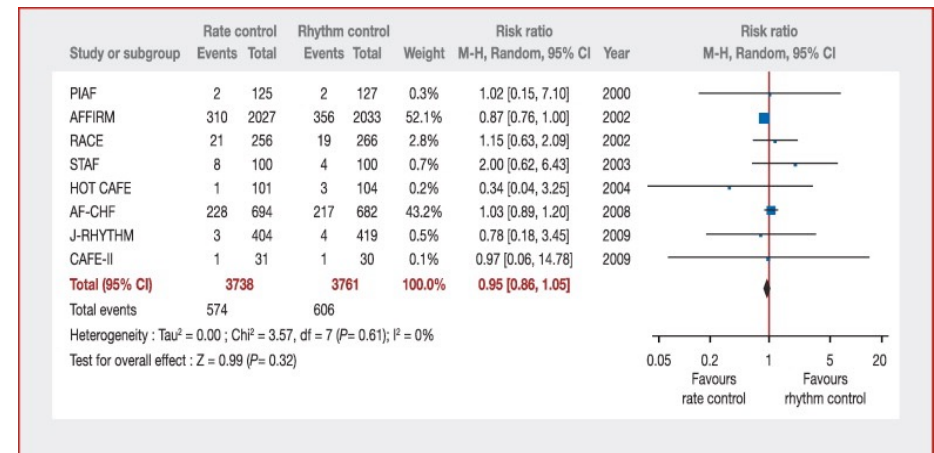 Rate control Rhythm control Risk ratio Risk ratio
Study or subgroup Events Total Events Total Weight M-H, Random, 95% CI Year M-H, Random, 95% CI
PIAF 2 125 2 127 0.3% 1.02 [0.15, 7.10] 2000
AFFIRM 310 2027 356 2033 52.1% 0.87 [0.76, 1.00] 2002
RACE 21 256 19 266 2.8% 1.15 [0.63, 2.09] 2002
STAF 8 100 4 100 0.7% 2.00 [0.62, 6.43] 2003
HOT CAFE 1 101 3 104 0.2% 0.34 [0.04, 3.25] 2004
AF-CHF 228 694 217 682 43.2% 1.03 [0.89, 1.20] 2008
J-RHYTHM 3 404 4 419 0.5% 0.78 [0.18, 3.45] 2009
CAFE-II 1 31 1 30 0.1% 0.97 [0.06, 14.78] 2009
Total (95% CI) 3738 3761 100.0% 0.95 [0.86, 1.05]
Total events 574 606
Heterogeneity : Tau² = 0.00 ; Chi² = 3.57, df = 7 (P= 0.61); I² = 0%
Test for overall effect : Z = 0.99 (P= 0.32)
0.05 0.2 1 5 20
Favours Favours
rate control rhythm control